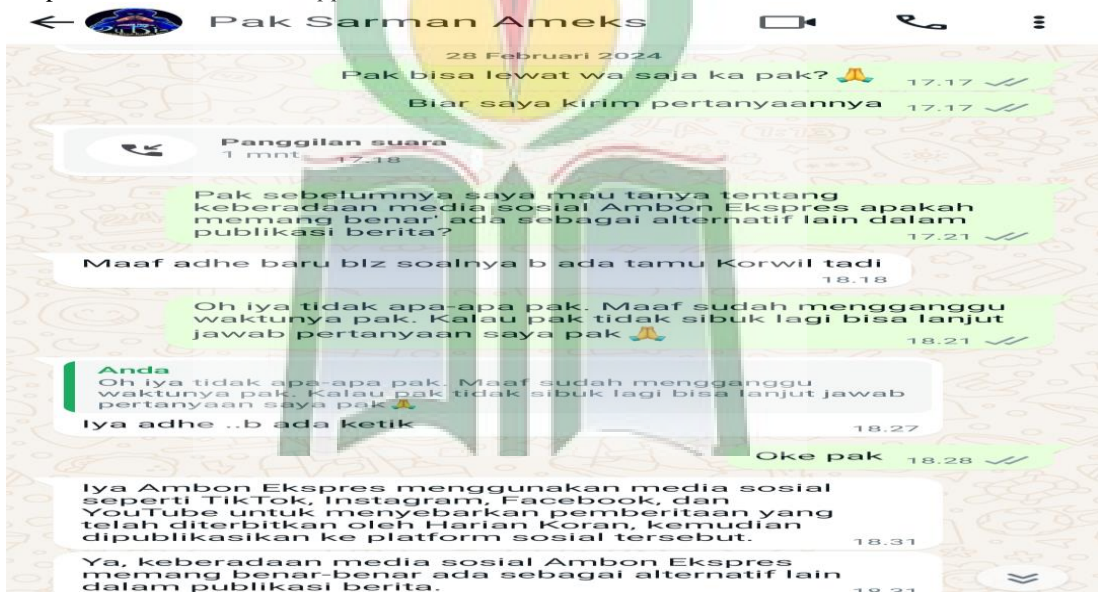 Pak Sarman Ameks
28 Februari 2024
Pak bisa lewat wa saja ka pak? 🙏 17.17
Biar saya kirim pertanyaannya 17.17
Panggilan suara
1 mnt 17.18
Pak sebelumnya saya mau tanya tentang
keberadaan media sosial Ambon Ekspres apakah
memang benar' ada sebagai alternatif lain dalam
publikasi berita?
17.21
Maaf adhe baru blz soalnya b ada tamu Korwil tadi
18.18
Oh iya tidak apa-apa pak. Maaf sudah mengganggu
waktunya pak. Kalau pak tidak sibuk lagi bisa lanjut
jawab pertanyaan saya pak 🙏
18.21
Anda
Oh iya tidak apa-apa pak. Maaf sudah mengganggu
waktunya pak. Kalau pak tidak sibuk lagi bisa lanjut jawab
pertanyaan saya pak 🙏
Iya adhe ..b ada ketik
18.27
Oke pak 18.28
Iya Ambon Ekspres menggunakan media sosial
seperti TikTok, Instagram, Facebook, dan
YouTube untuk menyebarkan pemberitaan yang
telah diterbitkan oleh Harian Koran, kemudian
dipublikasikan ke platform sosial tersebut.
18.31
Ya, keberadaan media sosial Ambon Ekspres
memang benar-benar ada sebagai alternatif lain
dalam publikasi berita.
18.31